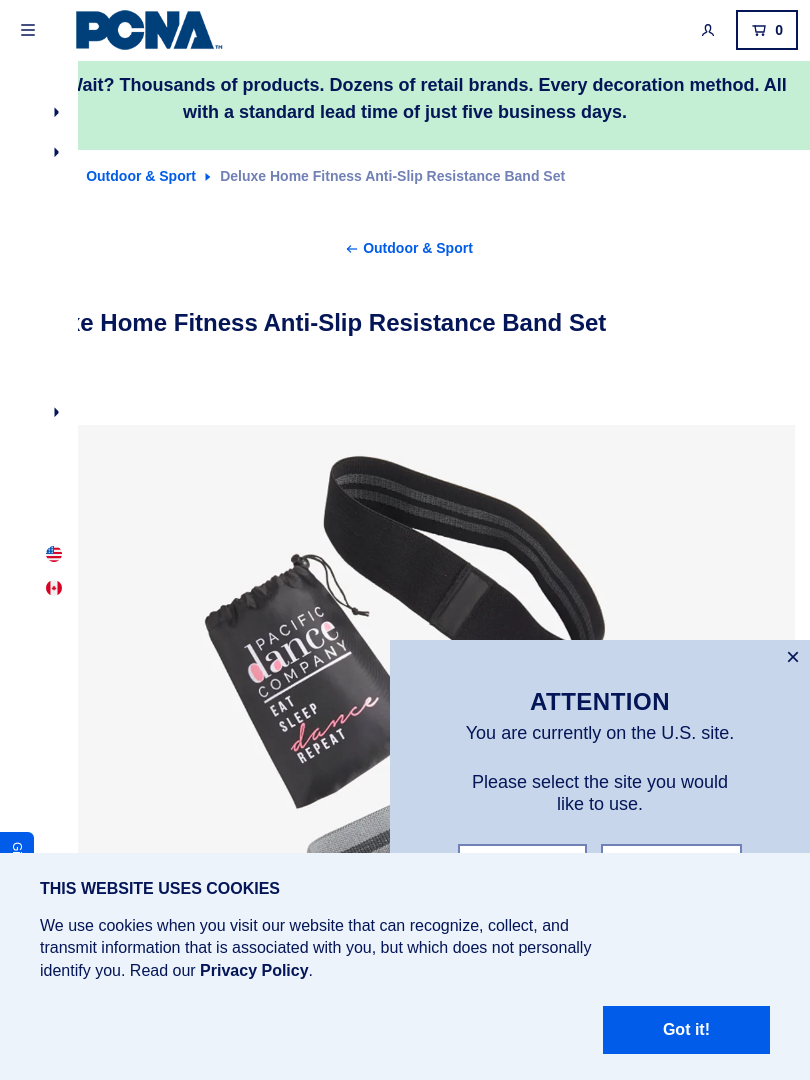 PCNA™
0
Wait? Thousands of products. Dozens of retail brands. Every decoration method. All
with a standard lead time of just five business days.
Outdoor & Sport
Deluxe Home Fitness Anti-Slip Resistance Band Set
Outdoor & Sport
Home Fitness Anti-Slip Resistance Band Set
PACIFIC
dance
COMPANY
EAT
SLEEP
dance
REPEAT
ATTENTION
You are currently on the U.S. site.
Please select the site you would
like to use.
THIS WEBSITE USES COOKIES
We use cookies when you visit our website that can recognize, collect, and
transmit information that is associated with you, but which does not personally
identify you. Read our Privacy Policy.
Got it!